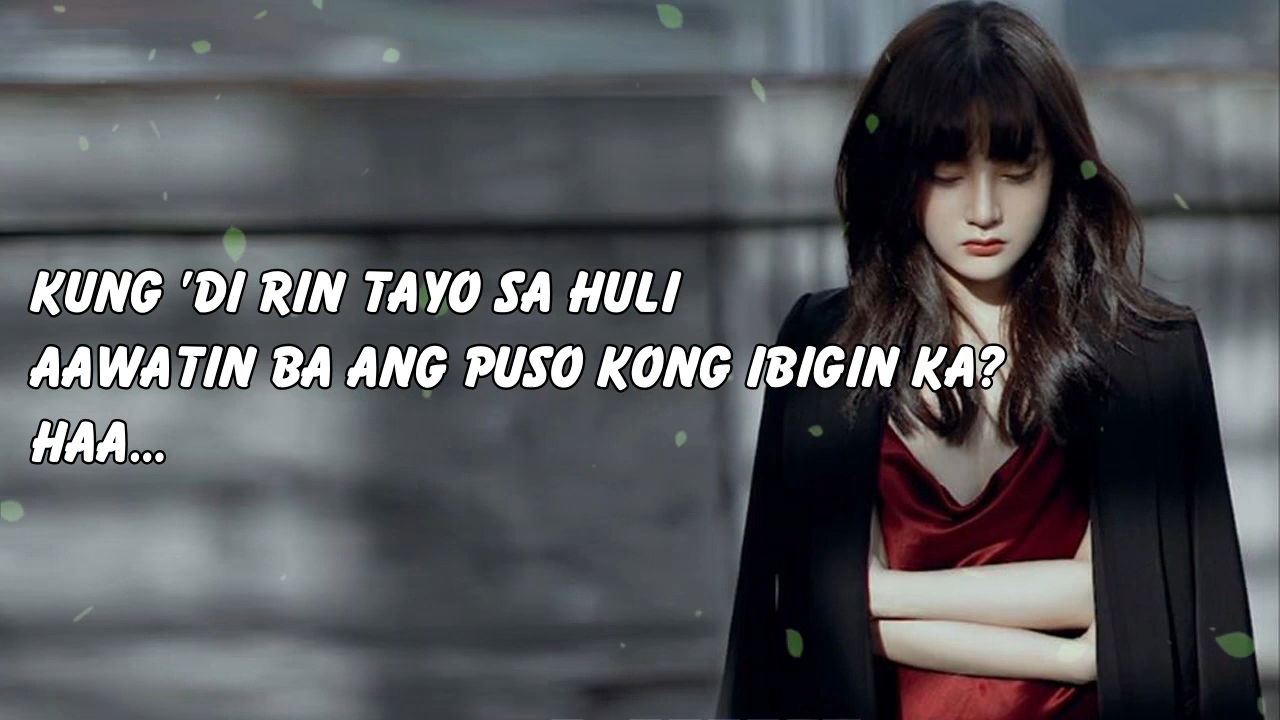 KUNG 'DI RIN TAYO SA HULI
AAWATIN BA ANG PUSO KONG IBIGIN KA?
HAA...